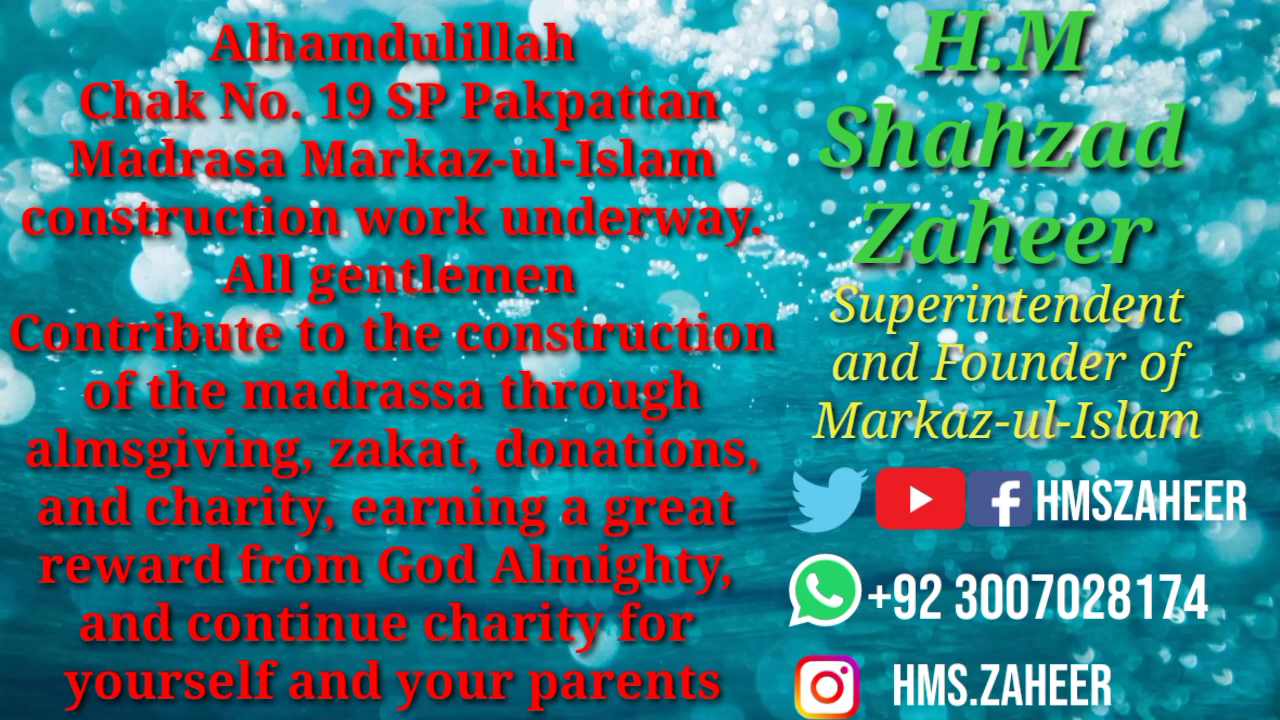 Alhamdulillah
Chak No. 19 SP Pakpattan
Madrasa Markaz-ul-Islam
construction work underway.
All gentlemen
Contribute to the construction
of the madrassa through
almsgiving, zakat, donations,
and charity, earning a great
reward from God Almighty,
and continue charity for
yourself and your parents
H.M
Shahzad
Zaheer
Superintendent
and Founder of
Markaz-ul-Islam
HMSZAHEER
+92 3007028174
HMS.ZAHEER